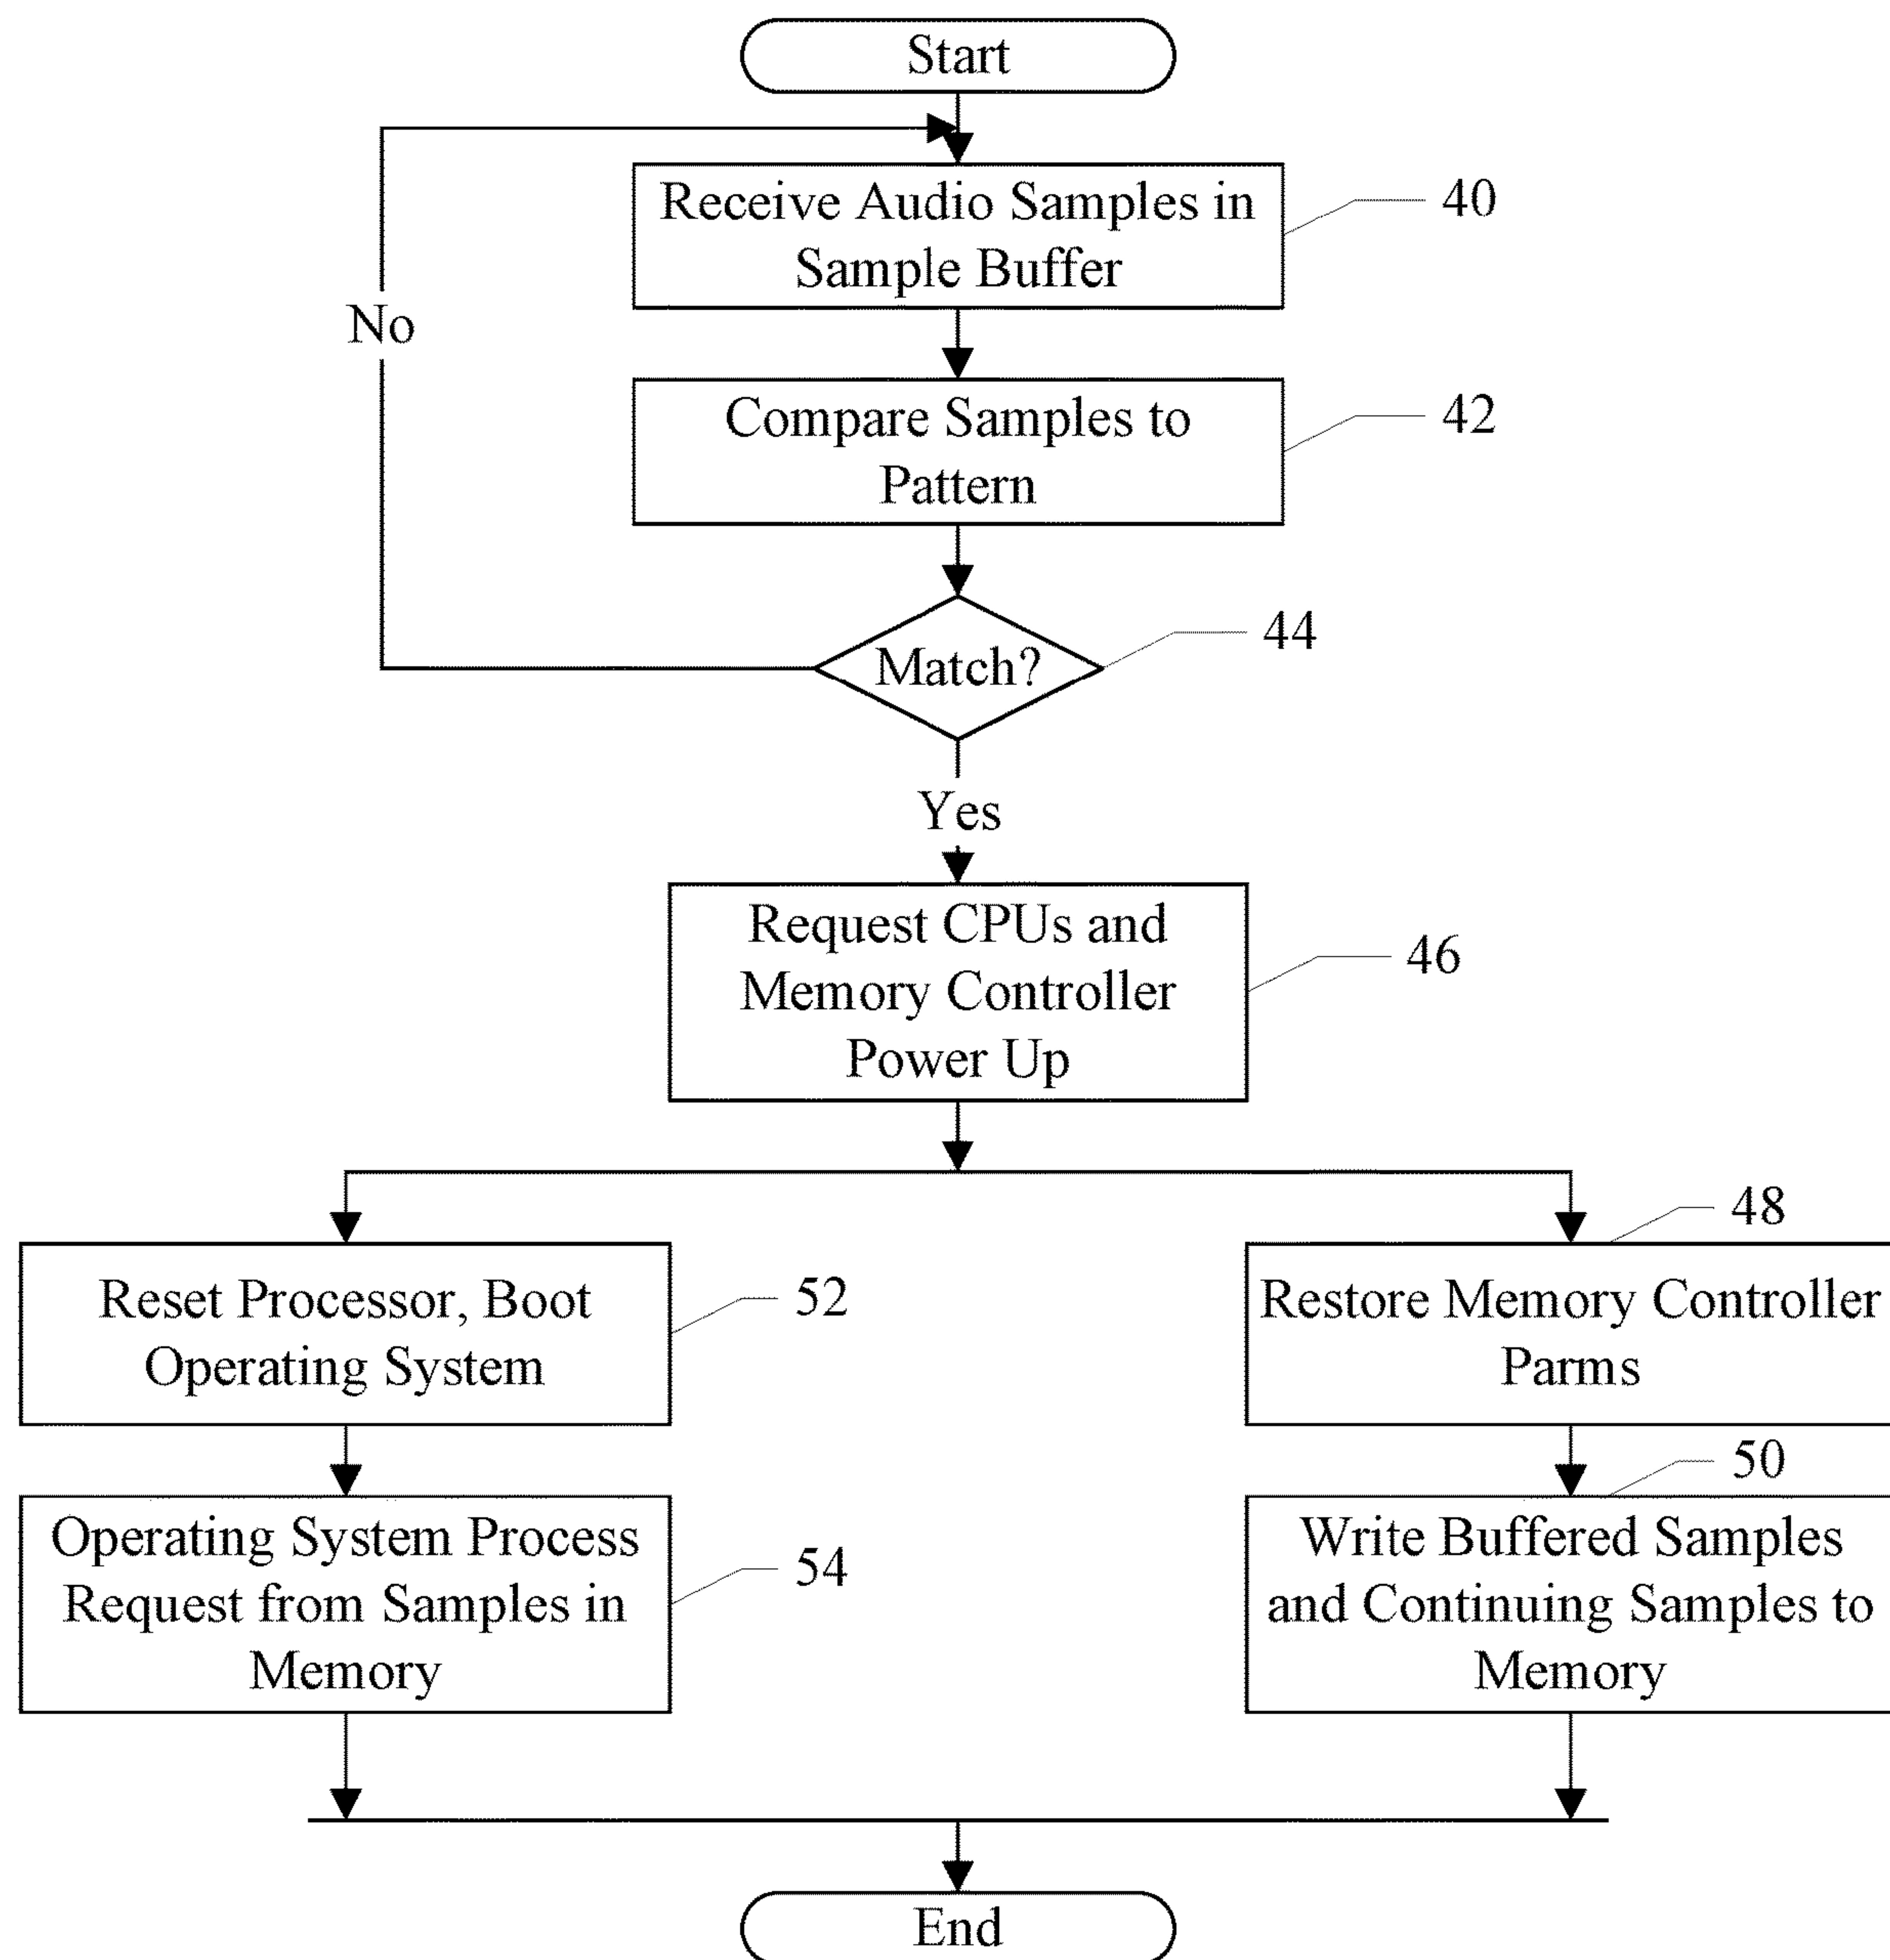 Start
Receive Audio Samples in
Sample Buffer
40
No
Compare Samples to
Pattern
42
Match?
44
Yes
Request CPUs and
Memory Controller
Power Up
46
Reset Processor, Boot
Operating System
52
48
Restore Memory Controller
Parms
Operating System Process
Request from Samples in
Memory
54
50
Write Buffered Samples
and Continuing Samples to
Memory
End